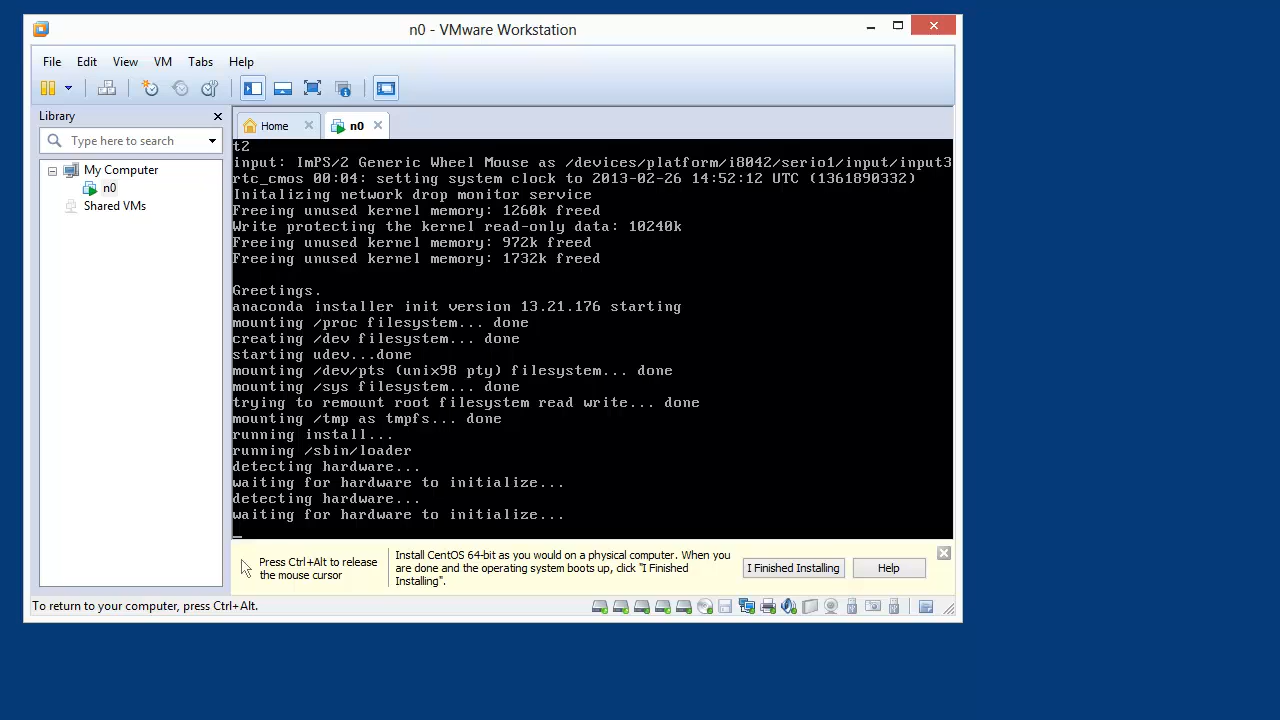 n0 - VMware Workstation
File Edit View VM Tabs Help
Library
Type here to search
My Computer
n0
Shared VMs
Home
n0
t2
input: ImPS/2 Generic Wheel Mouse as /devices/platform/i8042/serio1/input/input3
rtc_cmos 00:04: setting system clock to 2013-02-26 14:52:12 UTC (1361890332)
Initalizing network drop monitor service
Freeing unused kernel memory: 1260k freed
Write protecting the kernel read-only data: 10240k
Freeing unused kernel memory: 972k freed
Freeing unused kernel memory: 1732k freed
Greetings.
anaconda installer init version 13.21.176 starting
mounting /proc filesystem... done
creating /dev filesystem... done
starting udev...done
mounting /dev/pts (unix98 pty) filesystem... done
mounting /sys filesystem... done
trying to remount root filesystem read write... done
mounting /tmp as tmpfs... done
running install...
running /sbin/loader
detecting hardware...
waiting for hardware to initialize...
detecting hardware...
waiting for hardware to initialize...
Press Ctrl+Alt to release
the mouse cursor
Install CentOS 64-bit as you would on a physical computer. When you
are done and the operating system boots up, click "I Finished
Installing".
I Finished Installing
Help
To return to your computer, press Ctrl+Alt.